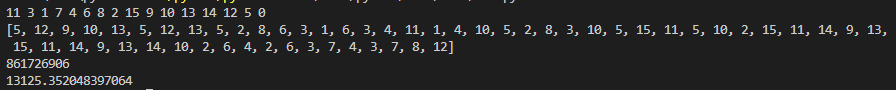 11 3 1 7 4 6 8 2 15 9 10 13 14 12 5 0
[5, 12, 9, 10, 13, 5, 12, 13, 5, 2, 8, 6, 3, 1, 6, 3, 4, 11, 1, 4, 10, 5, 2, 8, 3, 10, 5, 15, 11, 5, 10, 2, 15, 11, 14, 9, 13,
15, 11, 14, 9, 13, 14, 10, 2, 6, 4, 2, 6, 3, 7, 4, 3, 7, 8, 12]
861726906
13125.352048397064